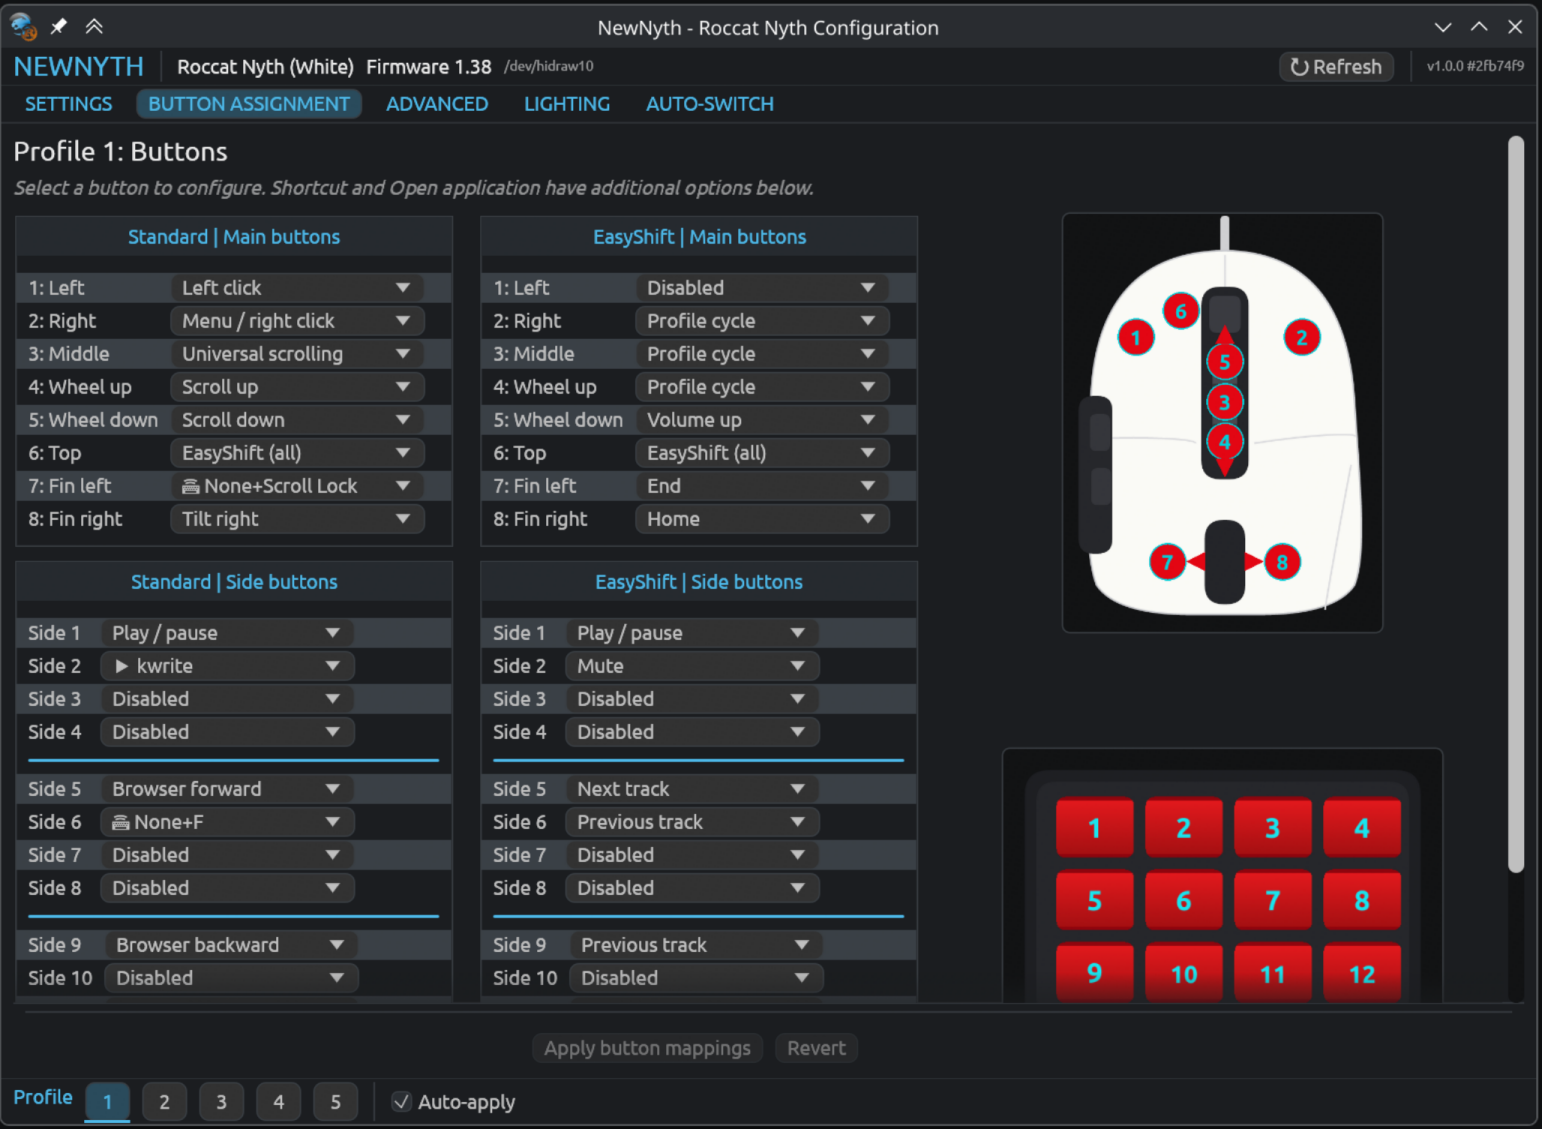 NewNyth - Roccat Nyth Configuration
NEWNYTH Roccat Nyth (White) Firmware 1.38 /dev/hidraw10 Refresh v1.0.0 #2fb74f9
SETTINGS BUTTON ASSIGNMENT ADVANCED LIGHTING AUTO-SWITCH
Profile 1: Buttons
Select a button to configure. Shortcut and Open application have additional options below.
Standard | Main buttons
1: Left Left click
2: Right Menu / right click
3: Middle Universal scrolling
4: Wheel up Scroll up
5: Wheel down Scroll down
6: Top EasyShift (all)
7: Fin left None+Scroll Lock
8: Fin right Tilt right
EasyShift | Main buttons
1: Left Disabled
2: Right Profile cycle
3: Middle Profile cycle
4: Wheel up Profile cycle
5: Wheel down Volume up
6: Top EasyShift (all)
7: Fin left End
8: Fin right Home
Standard | Side buttons
Side 1 Play / pause
Side 2 kwrite
Side 3 Disabled
Side 4 Disabled
Side 5 Browser forward
Side 6 None+F
Side 7 Disabled
Side 8 Disabled
Side 9 Browser backward
Side 10 Disabled
EasyShift | Side buttons
Side 1 Play / pause
Side 2 Mute
Side 3 Disabled
Side 4 Disabled
Side 5 Next track
Side 6 Previous track
Side 7 Disabled
Side 8 Disabled
Side 9 Previous track
Side 10 Disabled
6
1 2
5
3
4
7 8
1 2 3 4
5 6 7 8
9 10 11 12
Apply button mappings Revert
Profile 1 2 3 4 5 Auto-apply